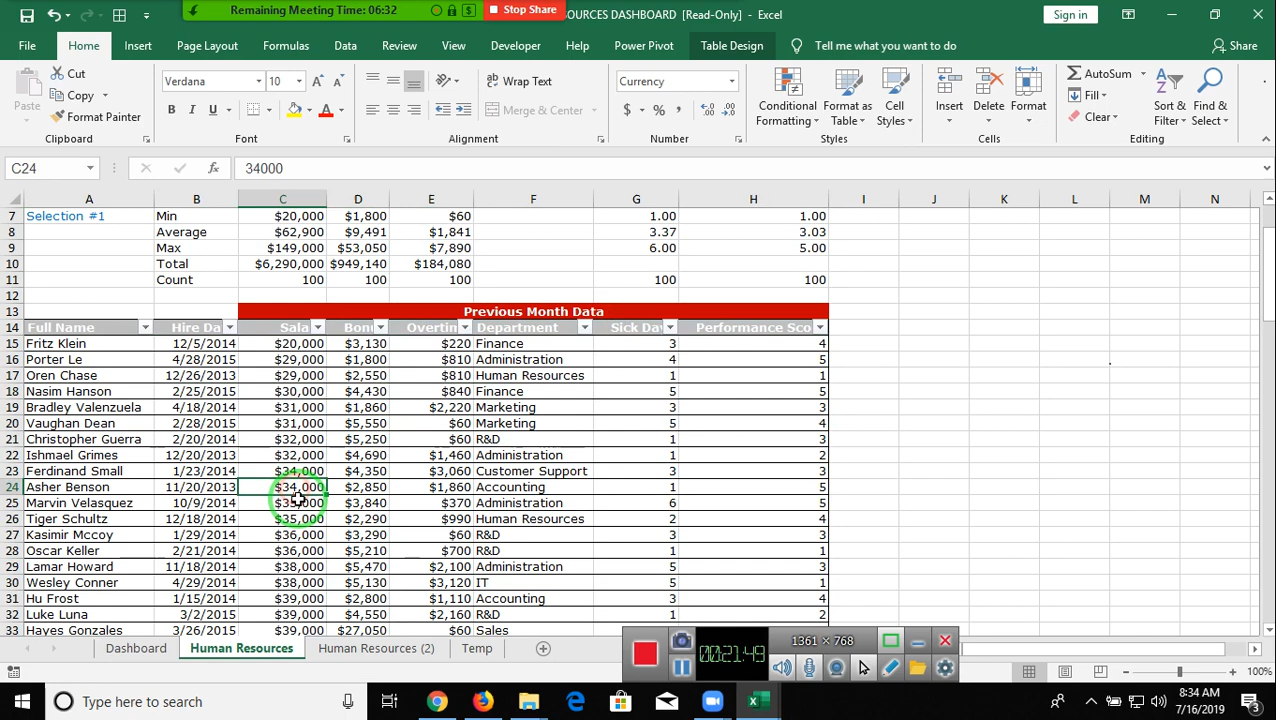 Remaining Meeting Time: 06:32
Stop Share
SOURCES DASHBOARD [Read-Only] - Excel
Sign in
File Home Insert Page Layout Formulas Data Review View Developer Help Power Pivot Table Design Tell me what you want to do Share
Paste
Cut
Copy
Format Painter
Verdana 10
B I U
Wrap Text
Merge & Center
Currency
$ % ,
Conditional Formatting
Format as Table
Cell Styles
Insert Delete Format
AutoSum
Fill
Clear
Sort & Filter
Find & Select
Clipboard Font Alignment Number Styles Cells Editing
C24 fx 34000
A B C D E F G H I J K L M N
7 Selection #1 Min $20,000 $1,800 $60 1.00 1.00
8 Average $62,900 $9,491 $1,841 3.37 3.03
9 Max $149,000 $53,050 $7,890 6.00 5.00
10 Total $6,290,000 $949,140 $184,080
11 Count 100 100 100 100 100
12
13 Previous Month Data
14 Full Name Hire Da Sala Bon Overtin Department Sick Da Performance Sco
15 Fritz Klein 12/5/2014 $20,000 $3,130 $220 Finance 3 4
16 Porter Le 4/28/2015 $29,000 $1,800 $810 Administration 4 5
17 Oren Chase 12/26/2013 $29,000 $2,550 $810 Human Resources 1 1
18 Nasim Hanson 2/25/2015 $30,000 $4,430 $840 Finance 5 5
19 Bradley Valenzuela 4/18/2014 $31,000 $1,860 $2,220 Marketing 3 3
20 Vaughan Dean 2/28/2015 $31,000 $5,550 $60 Marketing 5 4
21 Christopher Guerra 2/20/2014 $32,000 $5,250 $60 R&D 1 3
22 Ishmael Grimes 12/20/2013 $32,000 $4,690 $1,460 Administration 1 2
23 Ferdinand Small 1/23/2014 $34,000 $4,350 $3,060 Customer Support 3 3
24 Asher Benson 11/20/2013 $34,000 $2,850 $1,860 Accounting 1 5
25 Marvin Velasquez 10/9/2014 $35,000 $3,840 $370 Administration 6 5
26 Tiger Schultz 12/18/2014 $35,000 $2,290 $990 Human Resources 2 4
27 Kasimir Mccoy 1/29/2014 $36,000 $3,290 $60 R&D 3 3
28 Oscar Keller 2/21/2014 $36,000 $5,210 $700 R&D 1 1
29 Lamar Howard 11/18/2014 $38,000 $5,470 $2,100 Administration 5 3
30 Wesley Conner 4/29/2014 $38,000 $5,130 $3,120 IT 5 1
31 Hu Frost 1/15/2014 $39,000 $2,800 $1,110 Accounting 3 4
32 Luke Luna 3/2/2015 $39,000 $4,550 $2,160 R&D 1 2
33 Hayes Gonzales 3/26/2015 $39,000 $27,050 $60 Sales
00:21:49
1361 × 768
Dashboard Human Resources Human Resources (2) Temp
100%
Type here to search
8:34 AM
7/16/2019
3